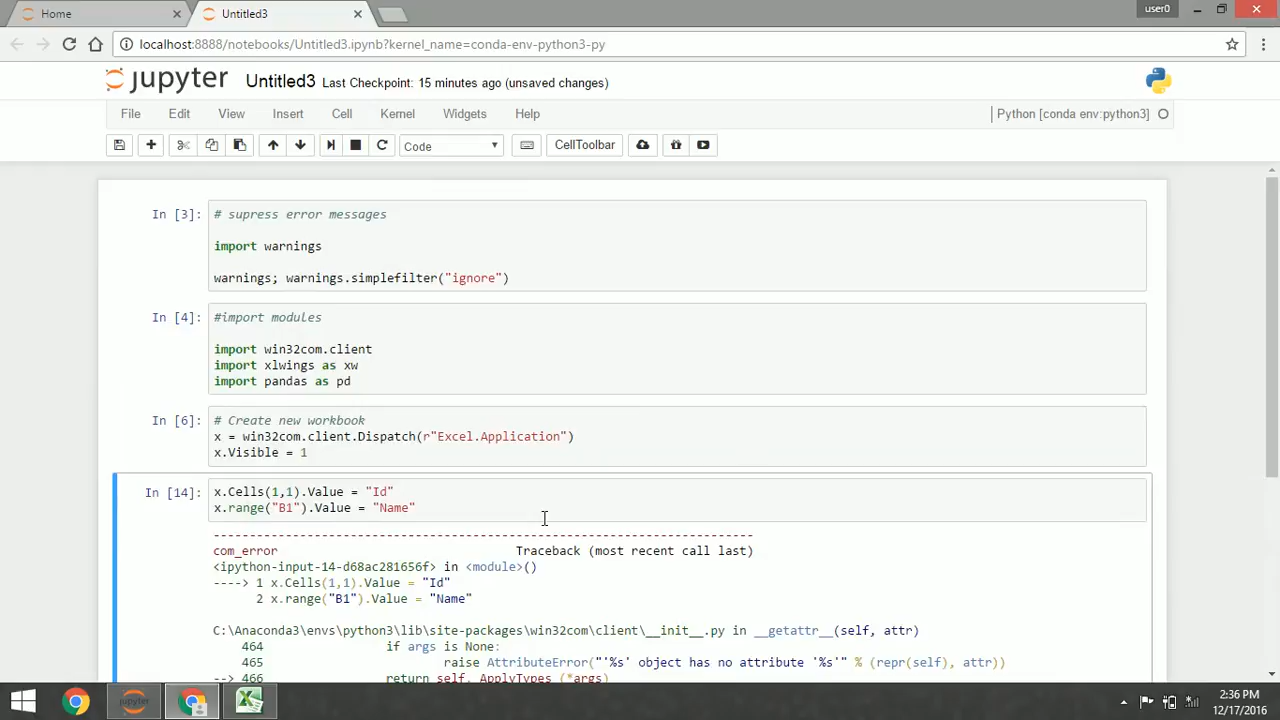 Home
Untitled3
user0
localhost:8888/notebooks/Untitled3.ipynb?kernel_name=conda-env-python3-py
jupyter Untitled3 Last Checkpoint: 15 minutes ago (unsaved changes)
File Edit View Insert Cell Kernel Widgets Help Python [conda env:python3]
Code CellToolbar
In [3]: # supress error messages
import warnings
warnings; warnings.simplefilter("ignore")
In [4]: #import modules
import win32com.client
import xlwings as xw
import pandas as pd
In [6]: # Create new workbook
x = win32com.client.Dispatch(r"Excel.Application")
x.Visible = 1
In [14]: x.Cells(1,1).Value = "Id"
x.range("B1").Value = "Name"
---------------------------------------------------------------------------
com_error Traceback (most recent call last)
<ipython-input-14-d68ac281656f> in <module>()
----> 1 x.Cells(1,1).Value = "Id"
2 x.range("B1").Value = "Name"
C:\Anaconda3\envs\python3\lib\site-packages\win32com\client\__init__.py in __getattr__(self, attr)
464 if args is None:
465 raise AttributeError("'%s' object has no attribute '%s'" % (repr(self), attr))
--> 466 return self._ApplyTypes_(*args)
2:36 PM
12/17/2016